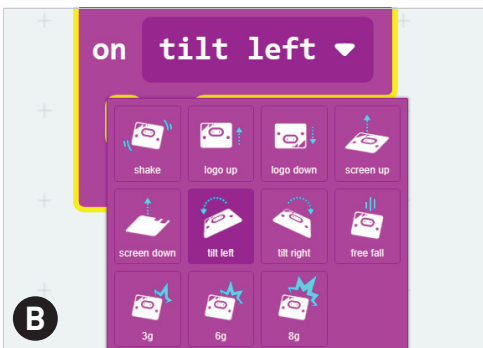 on tilt left
shake logo up logo down screen up
screen down tilt left tilt right free fall
3g 6g 8g
B